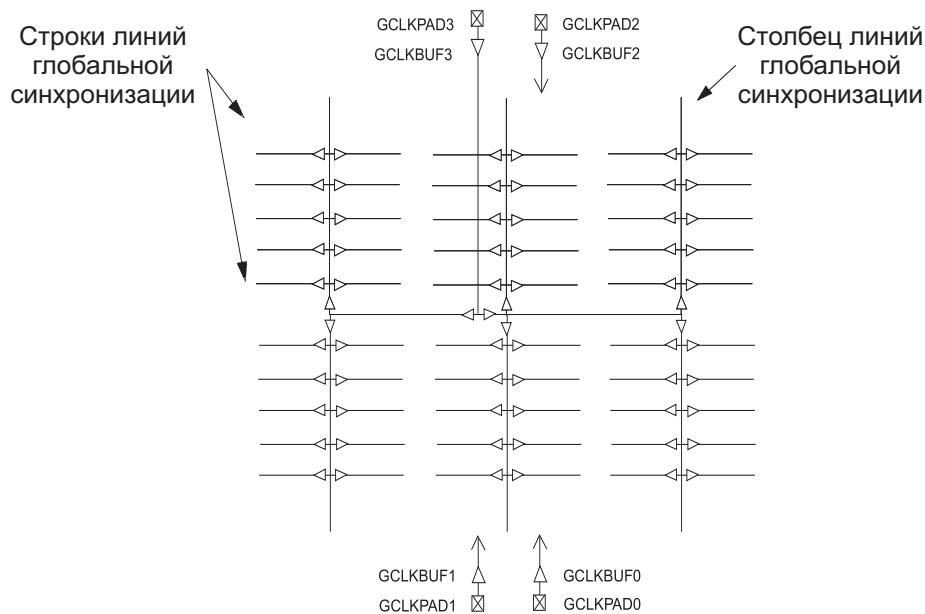 GCLKPAD3
GCLKPAD2
Строки линий
глобальной
синхронизации
GCLKBUF3
GCLKBUF2
Столбец линий
глобальной
синхронизации
GCLKBUF1
GCLKBUF0
GCLKPAD1
GCLKPAD0